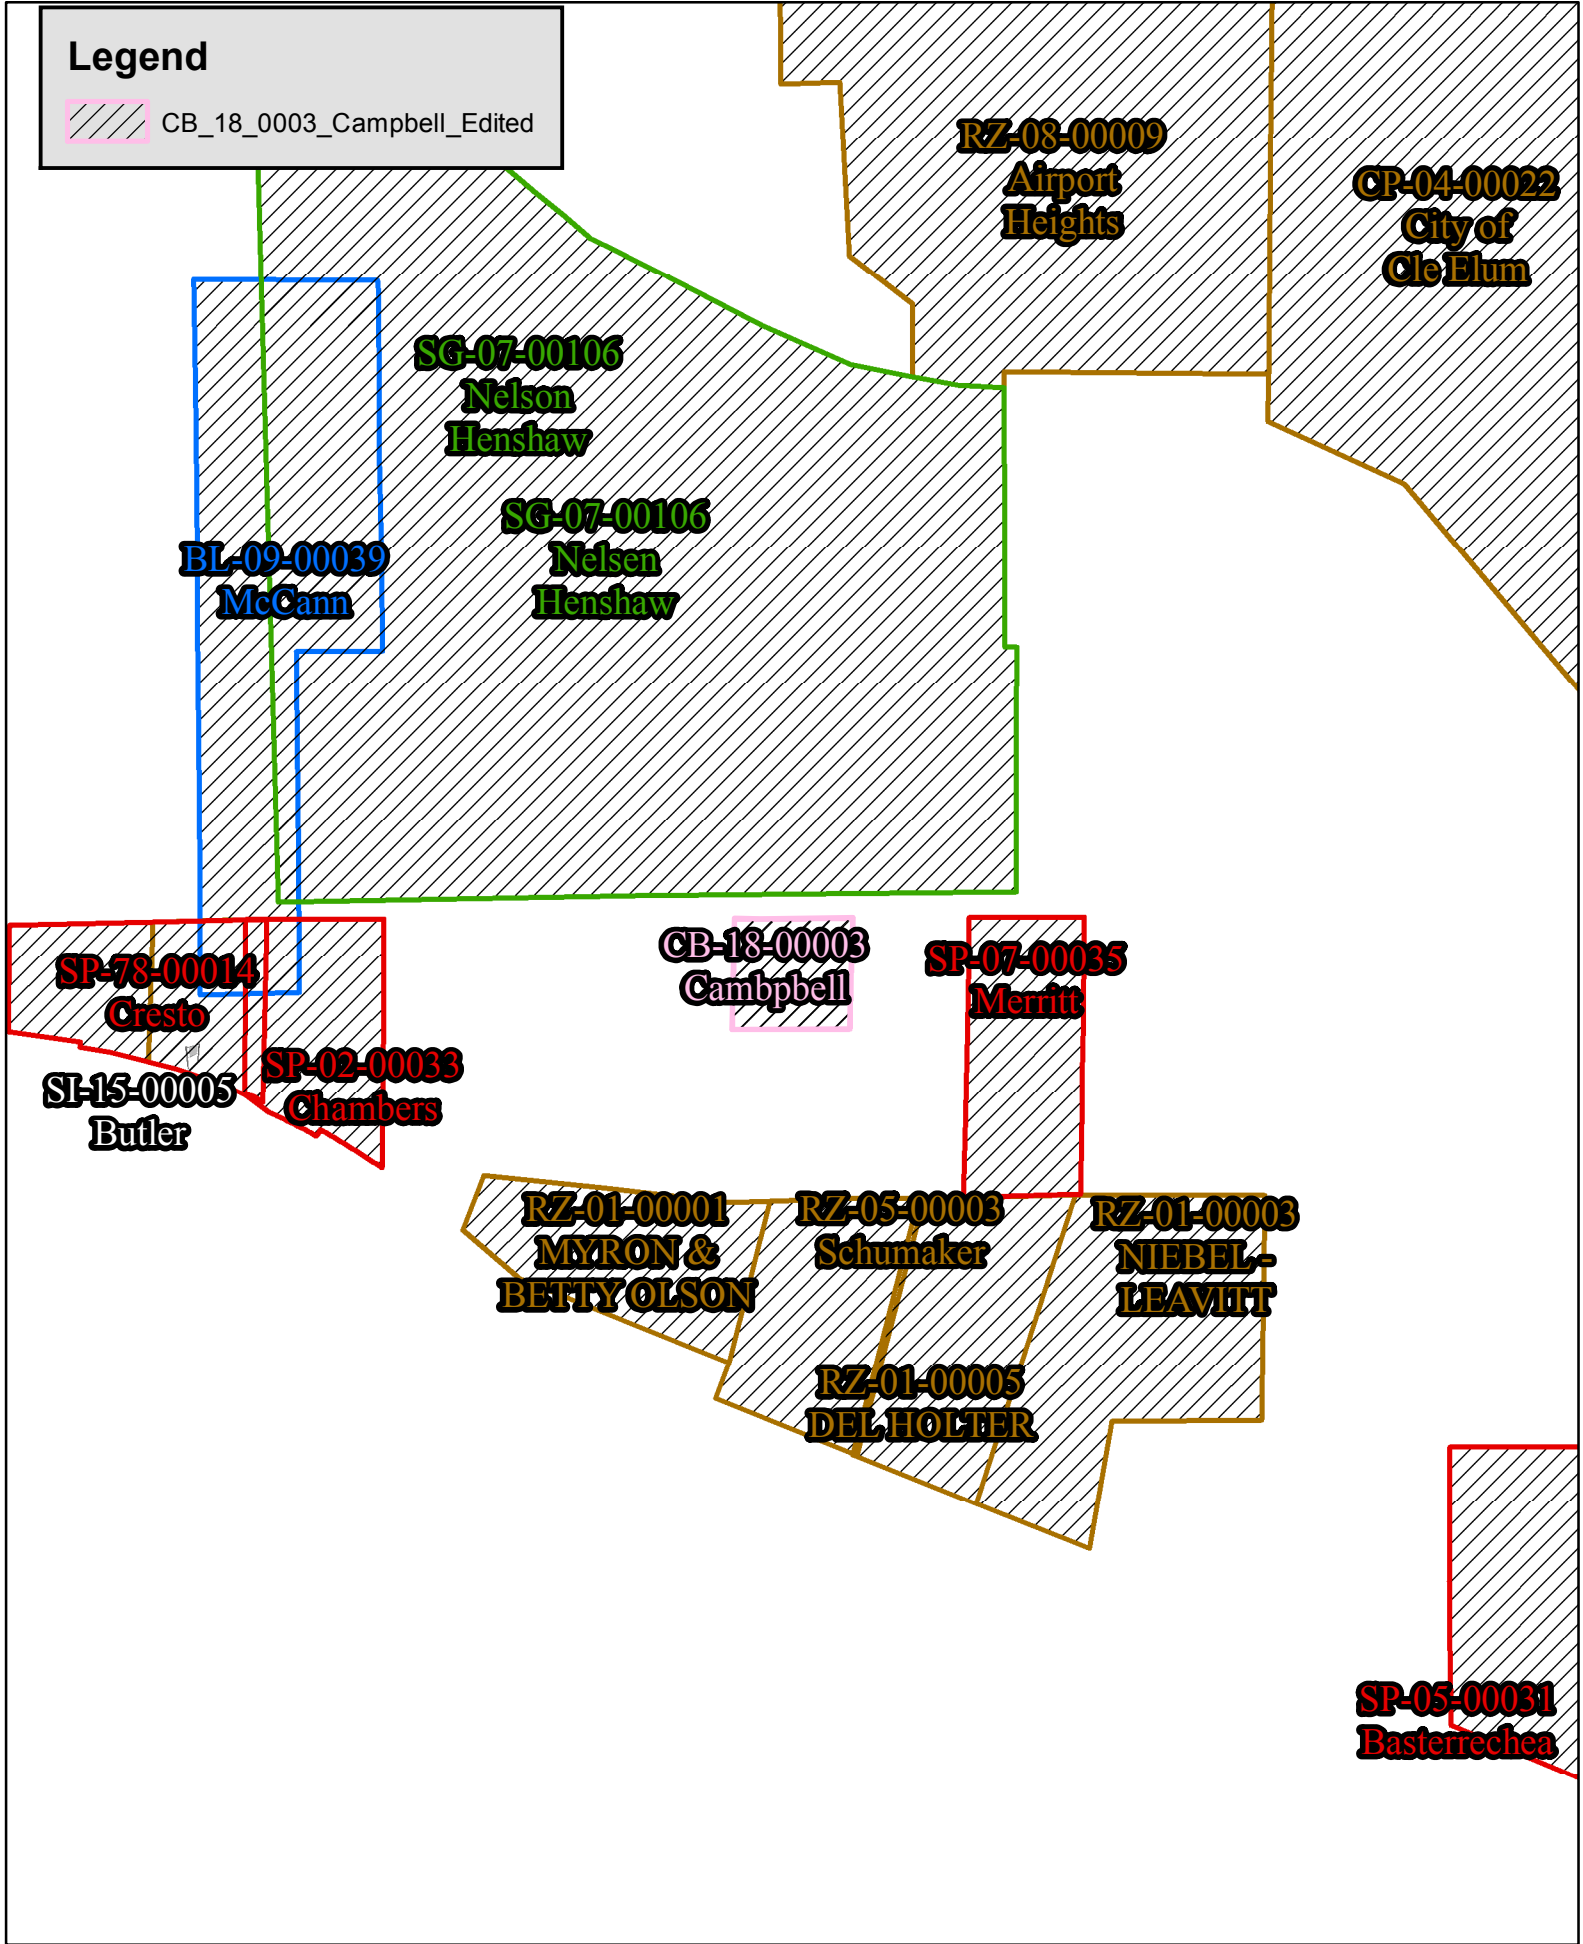 Legend
CB_18_0003_Campbell_Edited
RZ-08-00009
Airport
Heights
CP-04-00022
City of
Cle Elum
SG-07-00106
Nelson
Henshaw
SG-07-00106
Nelsen
Henshaw
BL-09-00039
McCann
CB-18-00003
Cambpbell
SP-07-00035
Merritt
SP-78-00014
Cresto
SP-02-00033
Chambers
SI-15-00005
Butler
RZ-01-00001
MYRON &
BETTY OLSON
RZ-05-00003
Schumaker
RZ-01-00003
NIEBEL -
LEAVITT
RZ-01-00005
DEL HOLTER
SP-05-00031
Basterrechea